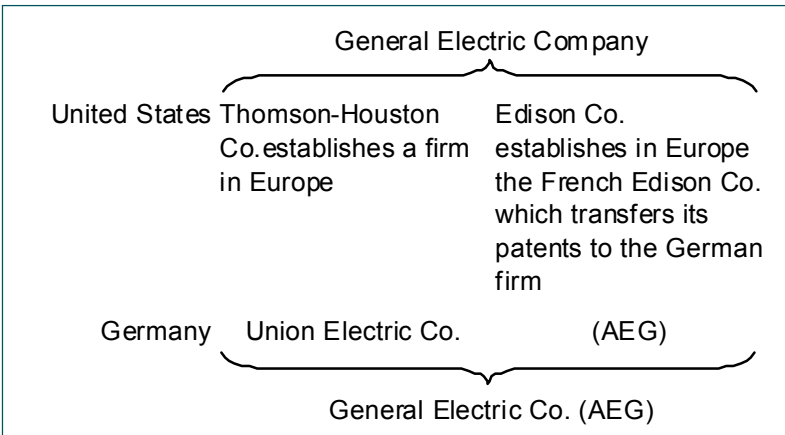 General Electric Company
United States Thomson-Houston Co.establishes a firm in Europe
Edison Co. establishes in Europe the French Edison Co. which transfers its patents to the German firm
Germany Union Electric Co. (AEG)
General Electric Co. (AEG)